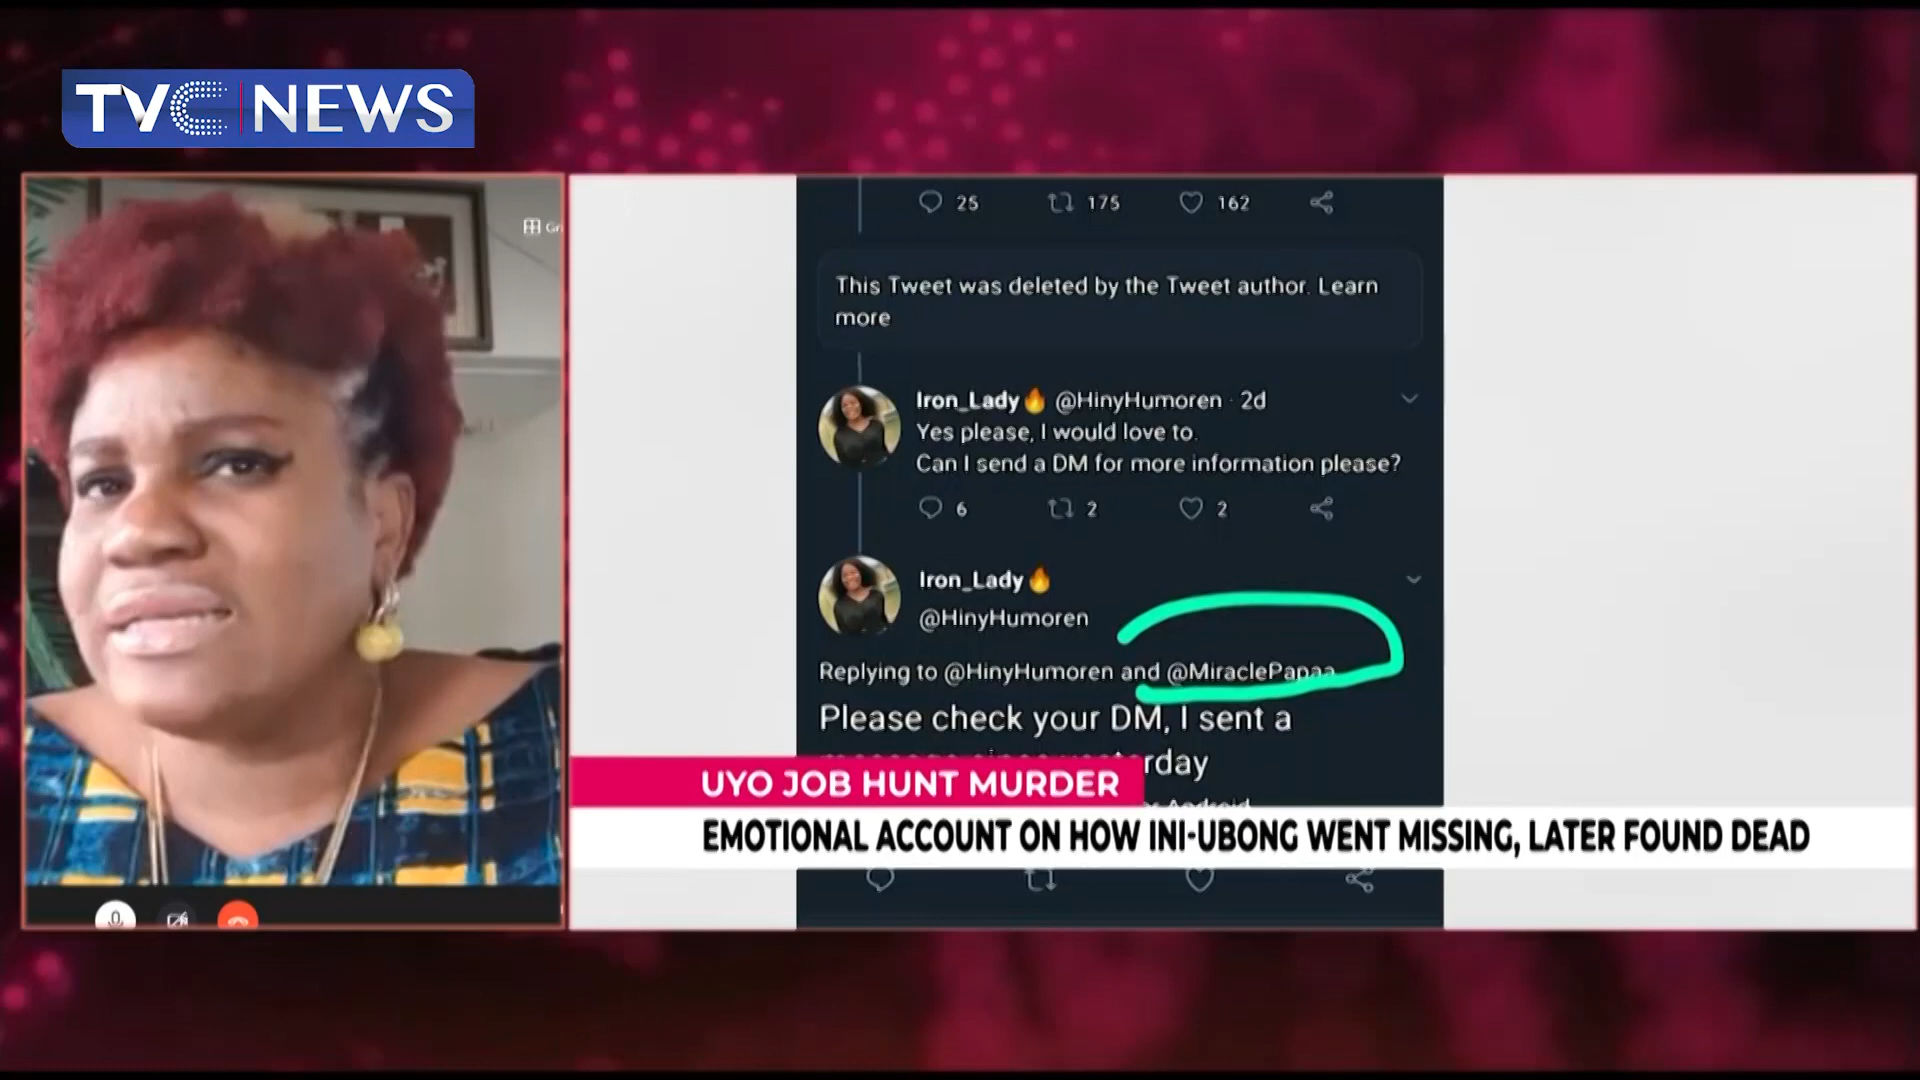 TVC NEWS
Gri
25 175 162
This Tweet was deleted by the Tweet author. Learn
more
Iron_Lady🔥 @HinyHumoren · 2d
Yes please, I would love to.
Can I send a DM for more information please?
6 2 2
Iron_Lady🔥
@HinyHumoren
Replying to @HinyHumoren and @MiraclePapaa
Please check your DM, I sent a
yesterday
Android
UYO JOB HUNT MURDER
EMOTIONAL ACCOUNT ON HOW INI-UBONG WENT MISSING, LATER FOUND DEAD